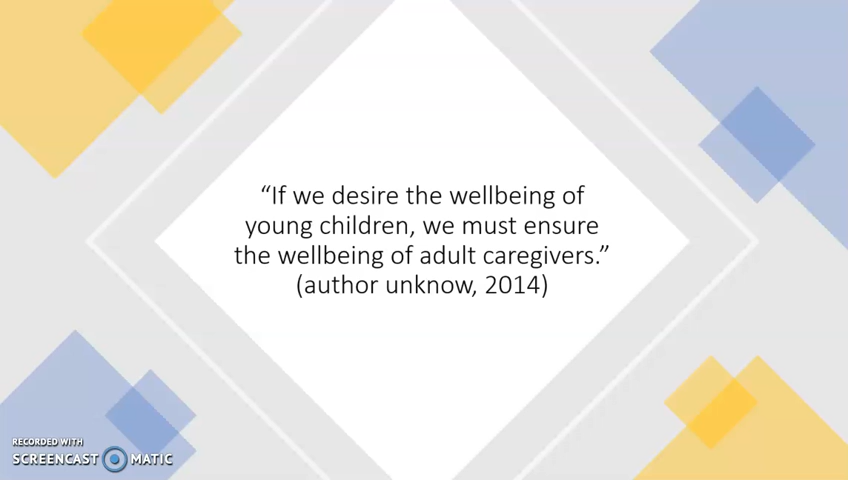 “If we desire the wellbeing of
young children, we must ensure
the wellbeing of adult caregivers.”
(author unknow, 2014)
RECORDED WITH
SCREENCAST MATIC